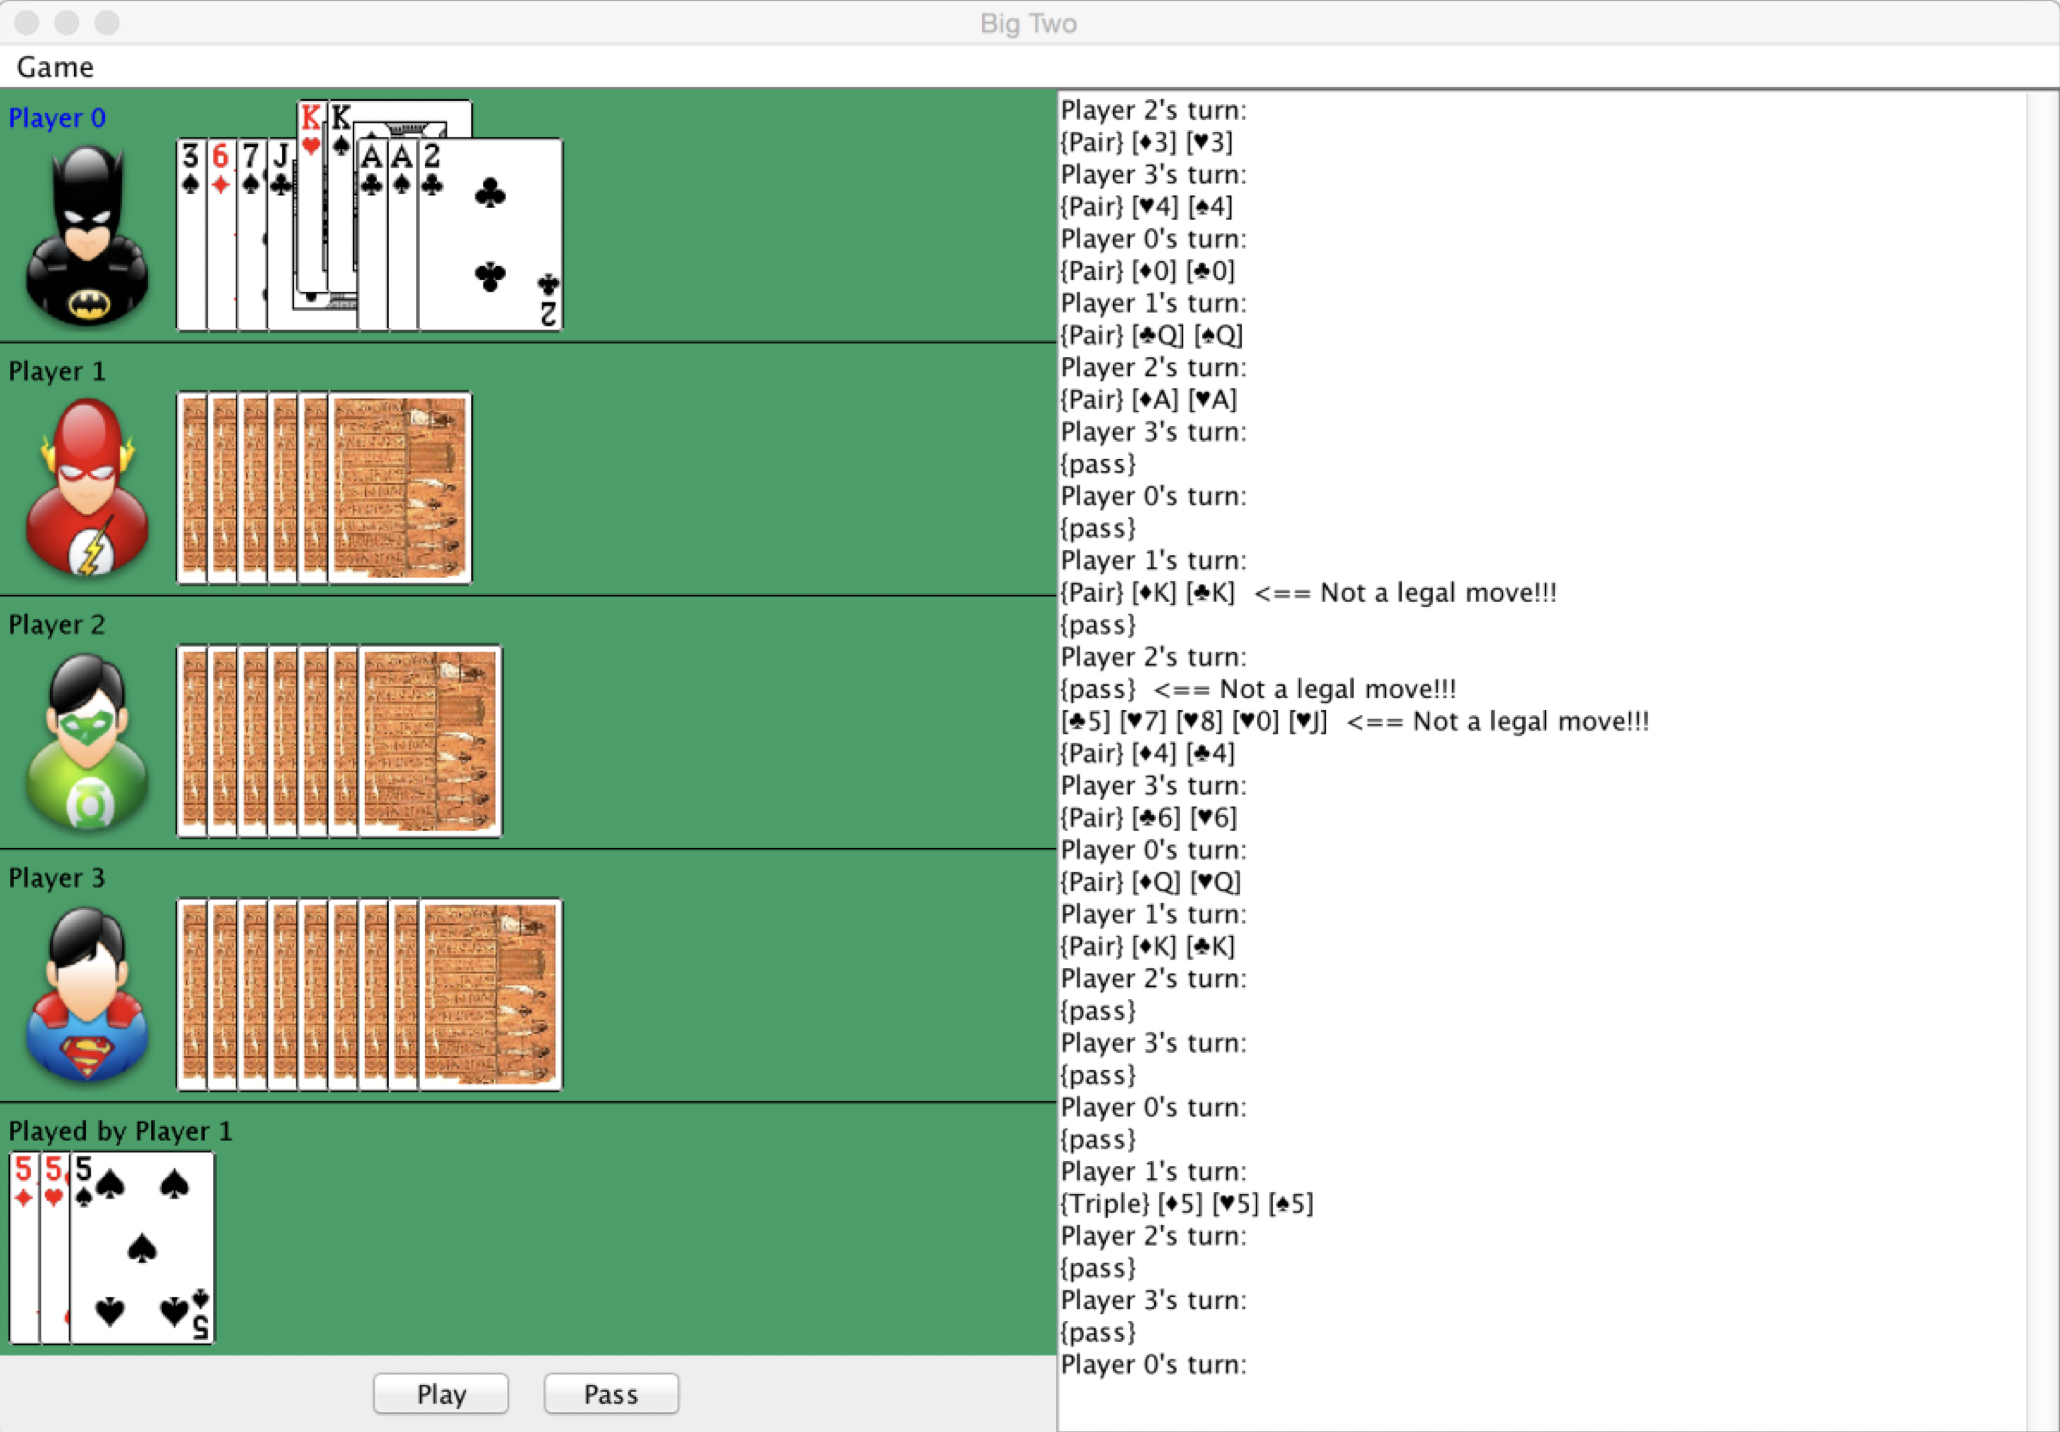 Big Two
Game
Player 0
3♠ 6♦ 7♠ J♣ K♥ K♠ A♣ A♠ 2♣
2
Player 1
Player 2
Player 3
Played by Player 1
5♦ 5♥ 5♠
5
Play Pass
Player 2's turn:
{Pair} [♦3] [♥3]
Player 3's turn:
{Pair} [♥4] [♠4]
Player 0's turn:
{Pair} [♦0] [♣0]
Player 1's turn:
{Pair} [♣Q] [♠Q]
Player 2's turn:
{Pair} [♦A] [♥A]
Player 3's turn:
{pass}
Player 0's turn:
{pass}
Player 1's turn:
{Pair} [♦K] [♣K] <== Not a legal move!!!
{pass}
Player 2's turn:
{pass} <== Not a legal move!!!
[♣5] [♥7] [♥8] [♥0] [♥J] <== Not a legal move!!!
{Pair} [♦4] [♣4]
Player 3's turn:
{Pair} [♣6] [♥6]
Player 0's turn:
{Pair} [♦Q] [♥Q]
Player 1's turn:
{Pair} [♦K] [♣K]
Player 2's turn:
{pass}
Player 3's turn:
{pass}
Player 0's turn:
{pass}
Player 1's turn:
{Triple} [♦5] [♥5] [♠5]
Player 2's turn:
{pass}
Player 3's turn:
{pass}
Player 0's turn: